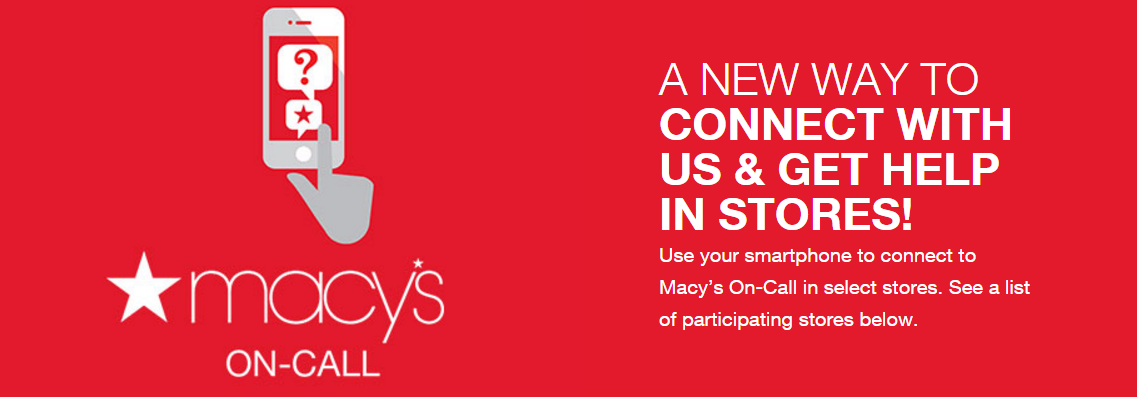 ?
macy's
ON-CALL
A NEW WAY TO
CONNECT WITH
US & GET HELP
IN STORES!
Use your smartphone to connect to
Macy's On-Call in select stores. See a list
of participating stores below.